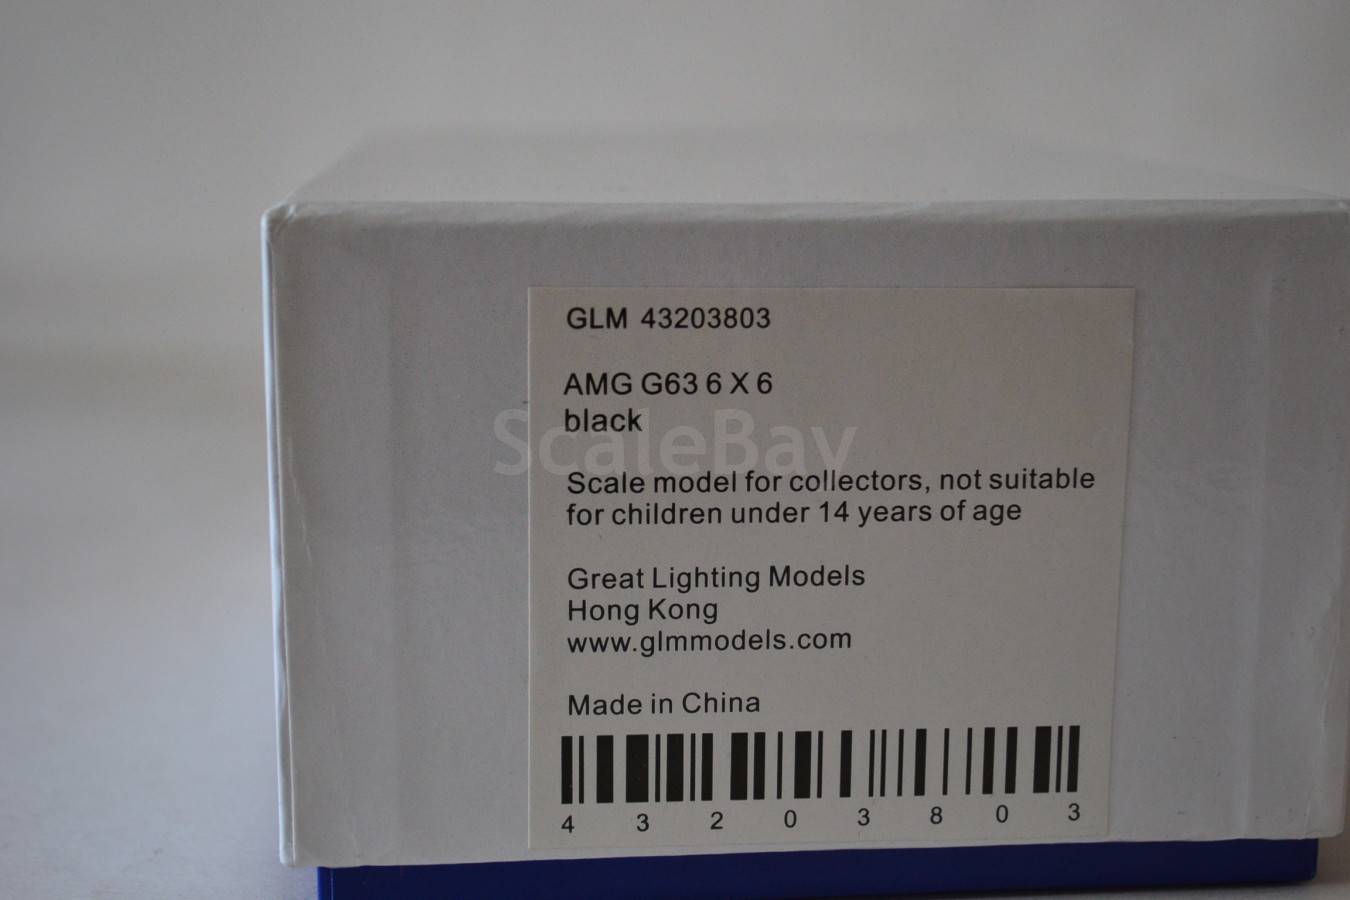 GLM 43203803
AMG G63 6 X 6
black
ScaleBay
Scale model for collectors, not suitable
for children under 14 years of age
Great Lighting Models
Hong Kong
www.glmmodels.com
Made in China
4 3 2 0 3 8 0 3